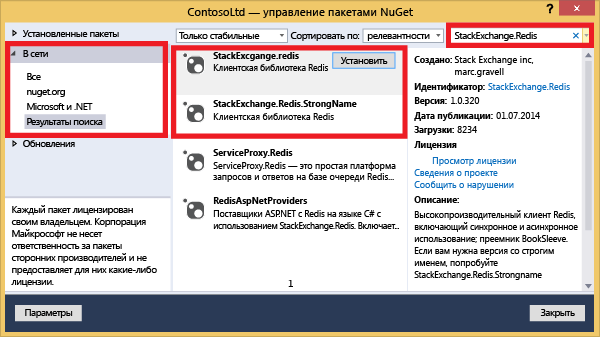 ContosoLtd — управление пакетами NuGet
?
Установленные пакеты
В сети
Все
nuget.org
Microsoft и .NET
Результаты поиска
Обновления
Каждый пакет лицензирован
своим владельцем. Корпорация
Майкрософт не несет
ответственность за пакеты
сторонних производителей и не
предоставляет для них какие-либо
лицензии.
Только стабильные
Сортировать по:
релевантности
StackExcgange.redis
Клиентская библиотека Redis
Установить
StackExchange.Redis.StrongName
Клиентская библиотека Redis
ServiceProxy.Redis
ServiceProxy.Redis — это простая платформа
запросов и ответов на базе очереди Redis...
RedisAspNetProviders
Поставщики ASP.NET с Redis на языке C# с
использованием StackExchange.Redis. Включает..
1
StackExchange.Redis
Создано: Stack Exchange inc,
marc.gravell
Идентификатор: StackExchange.Redis
Версия: 1.0.320
Дата публикации: 01.07.2014
Загрузки: 8234
Лицензия
Просмотр лицензии
Сведения о проекте
Сообщить о нарушении
Описание:
Высокопроизводительный клиент Redis,
включающий синхронное и асинхронное
использование; преемник BookSleeve.
Если вам нужна версия со строгим
именем, попробуйте
StackExchange.Redis.Strongname
Параметры
Закрыть